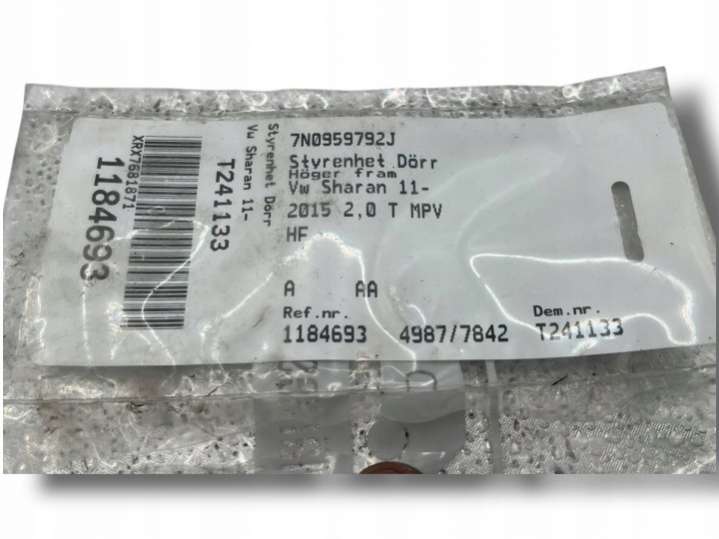 XRX7681871
1184693
T241133
Vw Sharan 11-
Styrenhet Dörr
7N0959792J
Styrenhet Dörr
Höger fram
Vw Sharan 11-
2015 2,0 T MPV
HF
A AA
Ref.nr. Dem.nr.
1184693 4987/7842 T241133